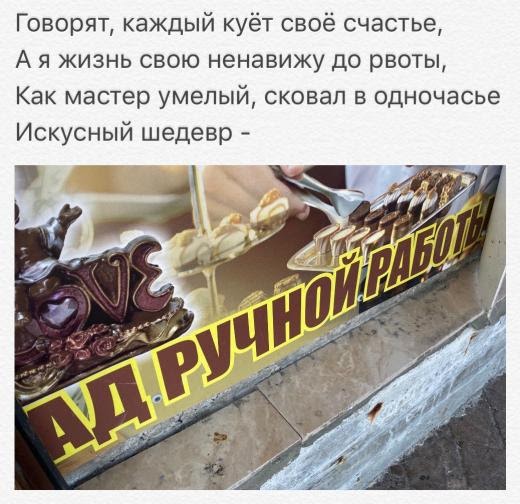 Говорят, каждый куёт своё счастье,
А я жизнь свою ненавижу до рвоты,
Как мастер умелый, сковал в одночасье
Искусный шедевр -
LOVE
АД РУЧНОЙ РАБОТЫ